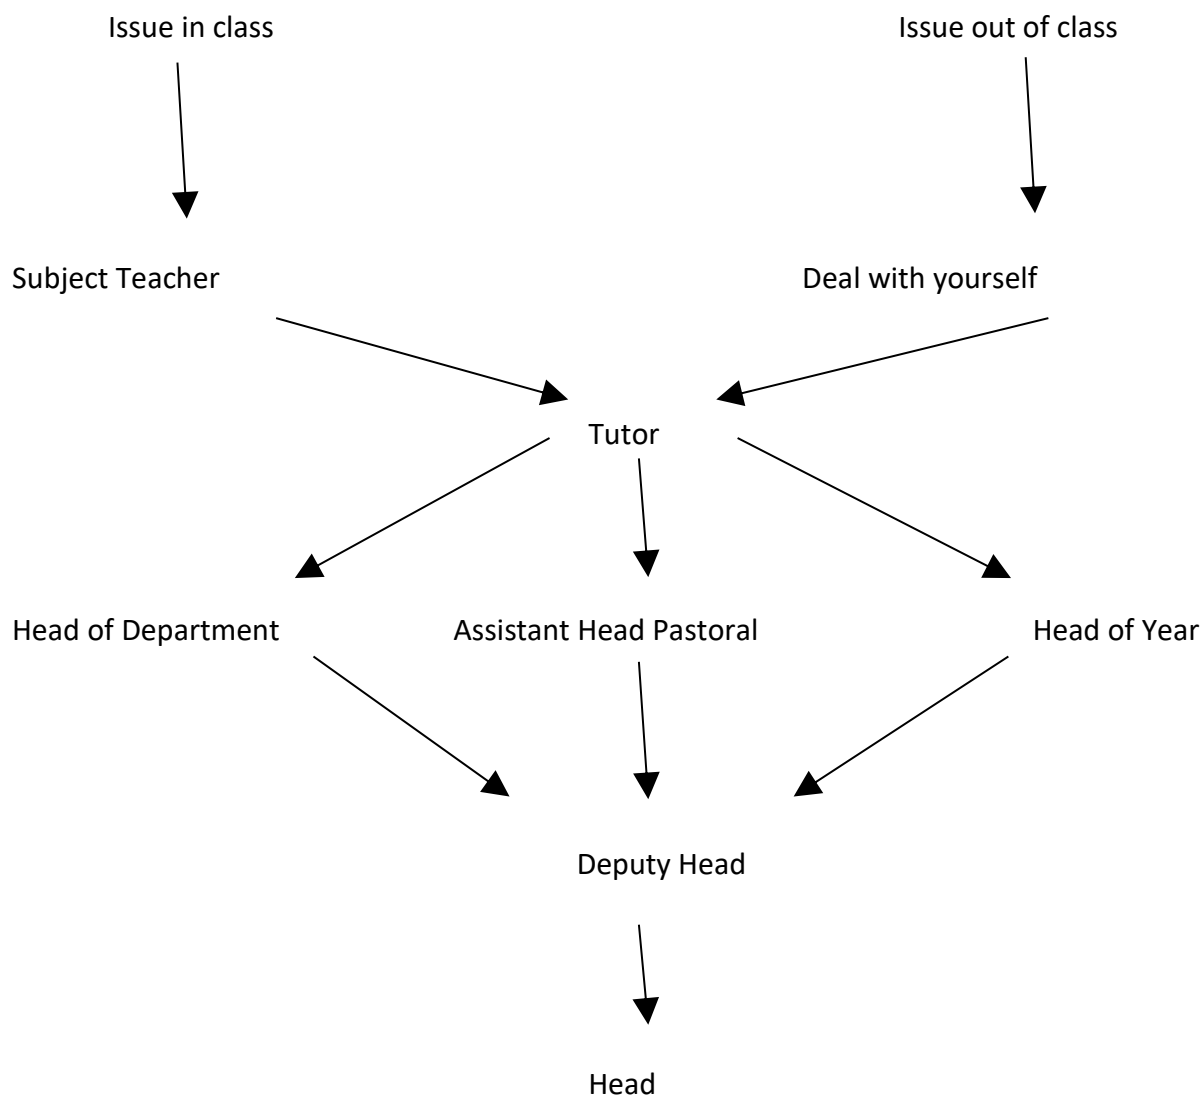 Issue in class
Issue out of class
Subject Teacher
Deal with yourself
Tutor
Head of Department
Assistant Head Pastoral
Head of Year
Deputy Head
Head